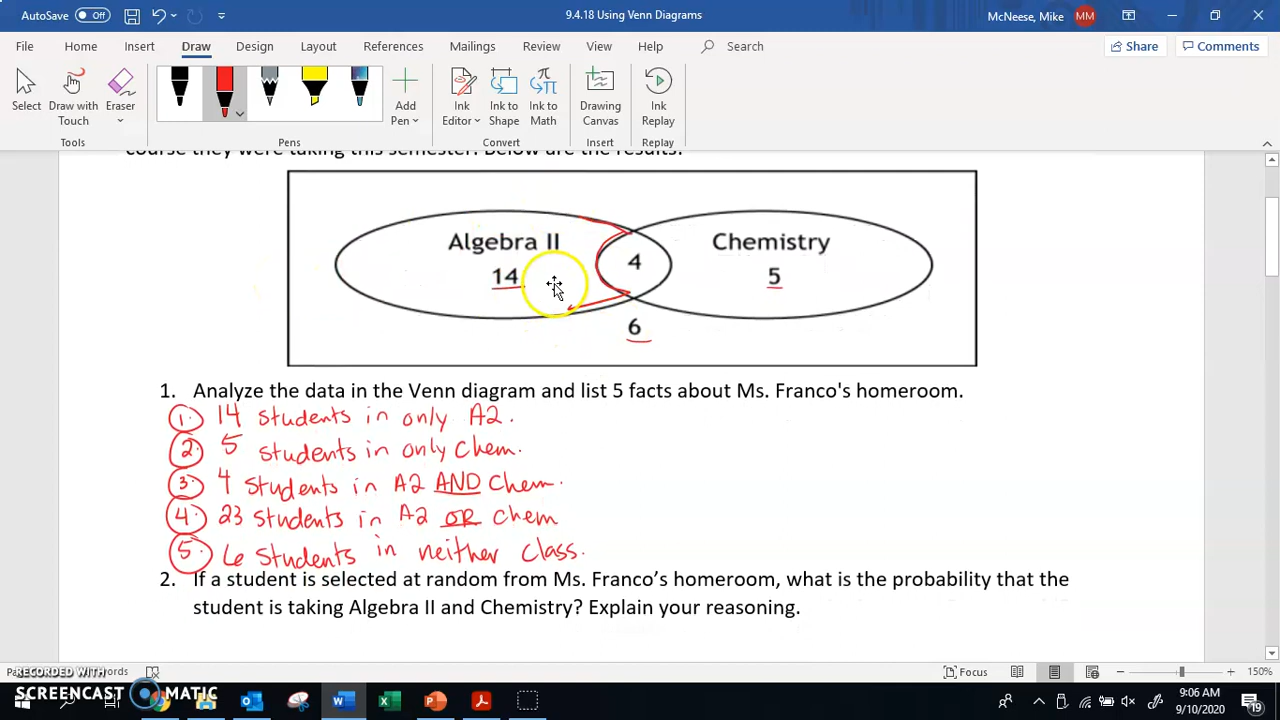 AutoSave Off
9.4.18 Using Venn Diagrams
McNeese, Mike MM
File Home Insert Draw Design Layout References Mailings Review View Help Search Share Comments
Select Draw with Touch Eraser
Add Pen
Ink Editor Ink to Shape Ink to Math Drawing Canvas Ink Replay
Tools Pens Convert Insert Replay
course they were taking this semester. Below are the results.
Algebra II Chemistry
14 4 5
6
1. Analyze the data in the Venn diagram and list 5 facts about Ms. Franco's homeroom.
1. 14 students in only A2.
2. 5 students in only Chem.
3. 4 students in A2 AND Chem.
4. 23 students in A2 OR Chem
5. 6 students in neither class.
2. If a student is selected at random from Ms. Franco’s homeroom, what is the probability that the
student is taking Algebra II and Chemistry? Explain your reasoning.
words Focus 150%
RECORDED WITH
SCREENCAST MATIC
9:06 AM
9/10/2020
19